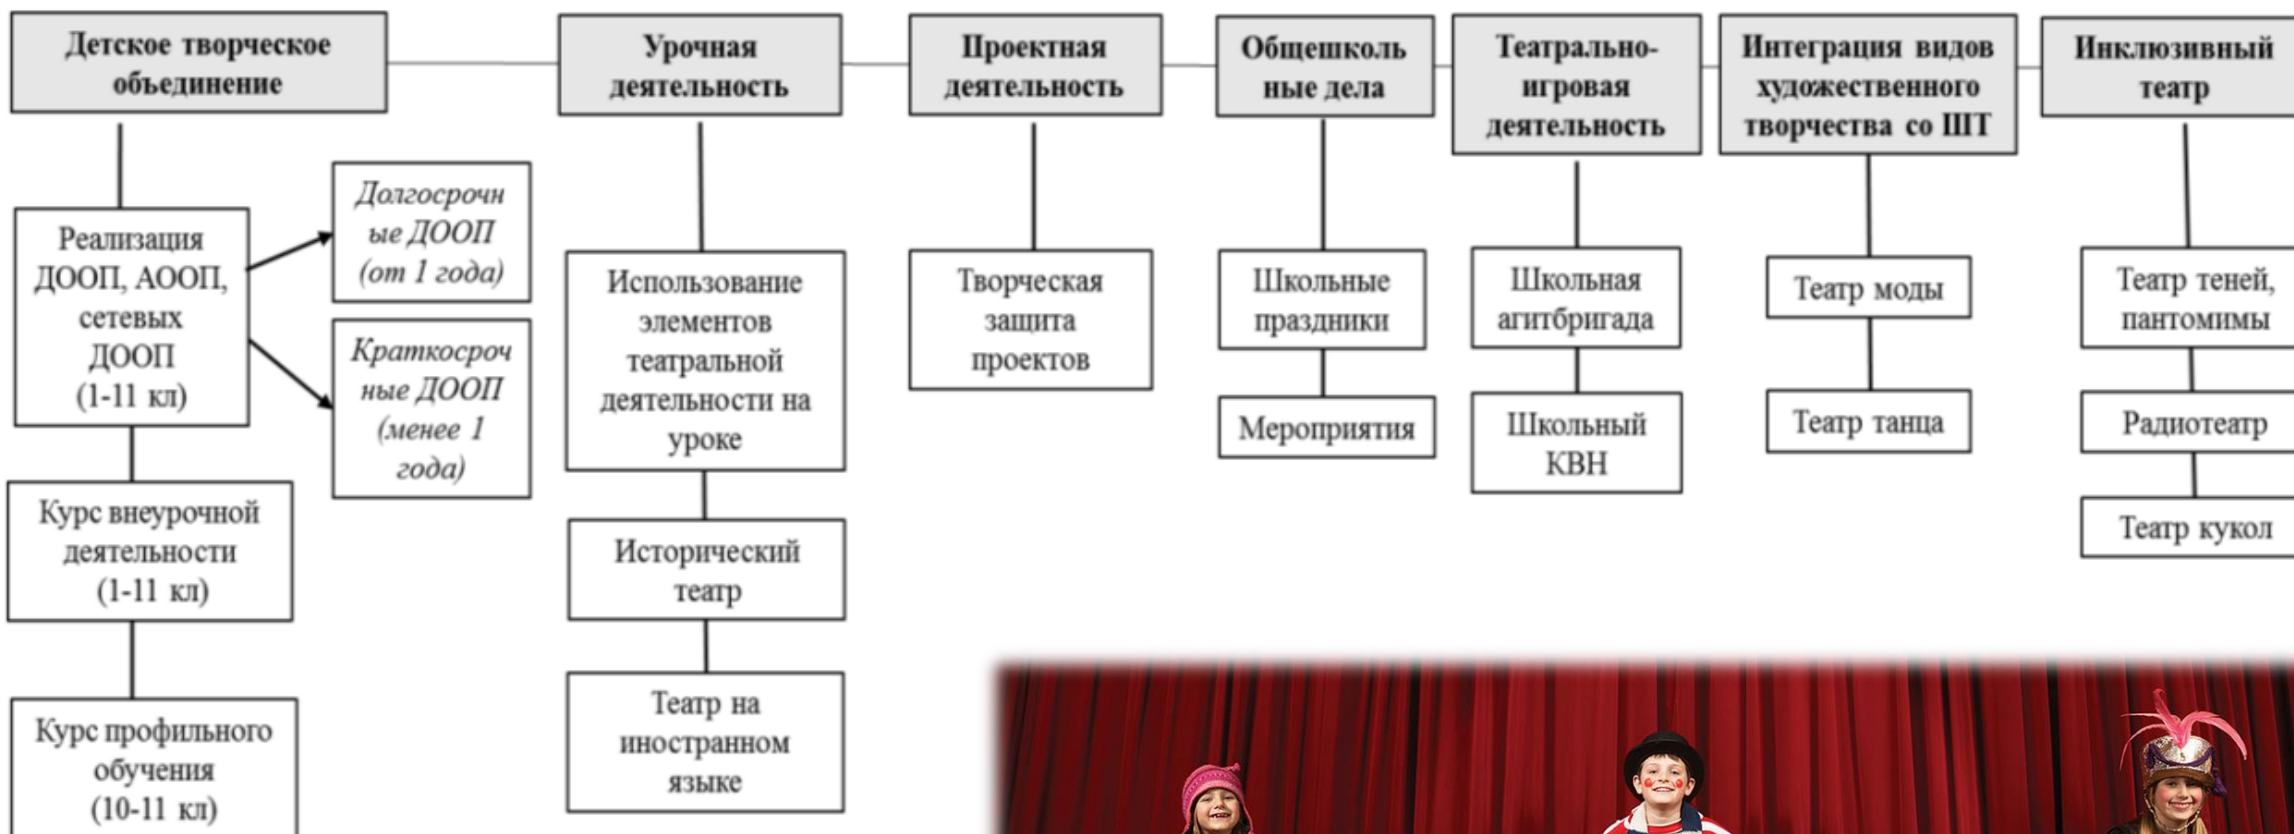 Детское творческое
объединение
Урочная
деятельность
Проектная
деятельность
Общешколь
ные дела
Театрально-
игровая
деятельность
Интеграция видов
художественного
творчества со ШТ
Инклюзивный
театр
Реализация
ДООП, АООП,
сетевых
ДООП
(1-11 кл)
Долгосрочн
ые ДООП
(от 1 года)
Краткосроч
ные ДООП
(менее 1
года)
Курс внеурочной
деятельности
(1-11 кл)
Курс профильного
обучения
(10-11 кл)
Использование
элементов
театральной
деятельности на
уроке
Исторический
театр
Театр на
иностранном
языке
Творческая
защита
проектов
Школьные
праздники
Мероприятия
Школьная
агитбригада
Школьный
КВН
Театр моды
Театр танца
Театр теней,
пантомимы
Радиотеатр
Театр кукол